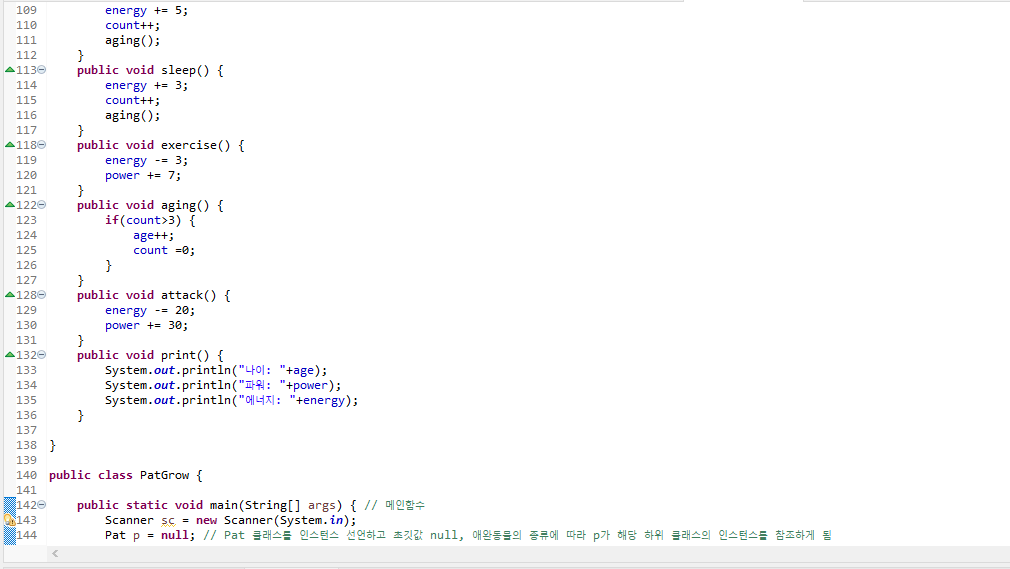 109 energy += 5;
110 count++;
111 aging();
112 }
113 public void sleep() {
114 energy += 3;
115 count++;
116 aging();
117 }
118 public void exercise() {
119 energy -= 3;
120 power += 7;
121 }
122 public void aging() {
123 if(count>3) {
124 age++;
125 count =0;
126 }
127 }
128 public void attack() {
129 energy -= 20;
130 power += 30;
131 }
132 public void print() {
133 System.out.println("나이: "+age);
134 System.out.println("파워: "+power);
135 System.out.println("에너지: "+energy);
136 }
137
138 }
139
140 public class PatGrow {
141
142 public static void main(String[] args) { // 메인함수
143 Scanner sc = new Scanner(System.in);
144 Pat p = null; // Pat 클래스를 인스턴스 선언하고 초깃값 null, 애완동물의 종류에 따라 p가 해당 하위 클래스의 인스턴스를 참조하게 됨